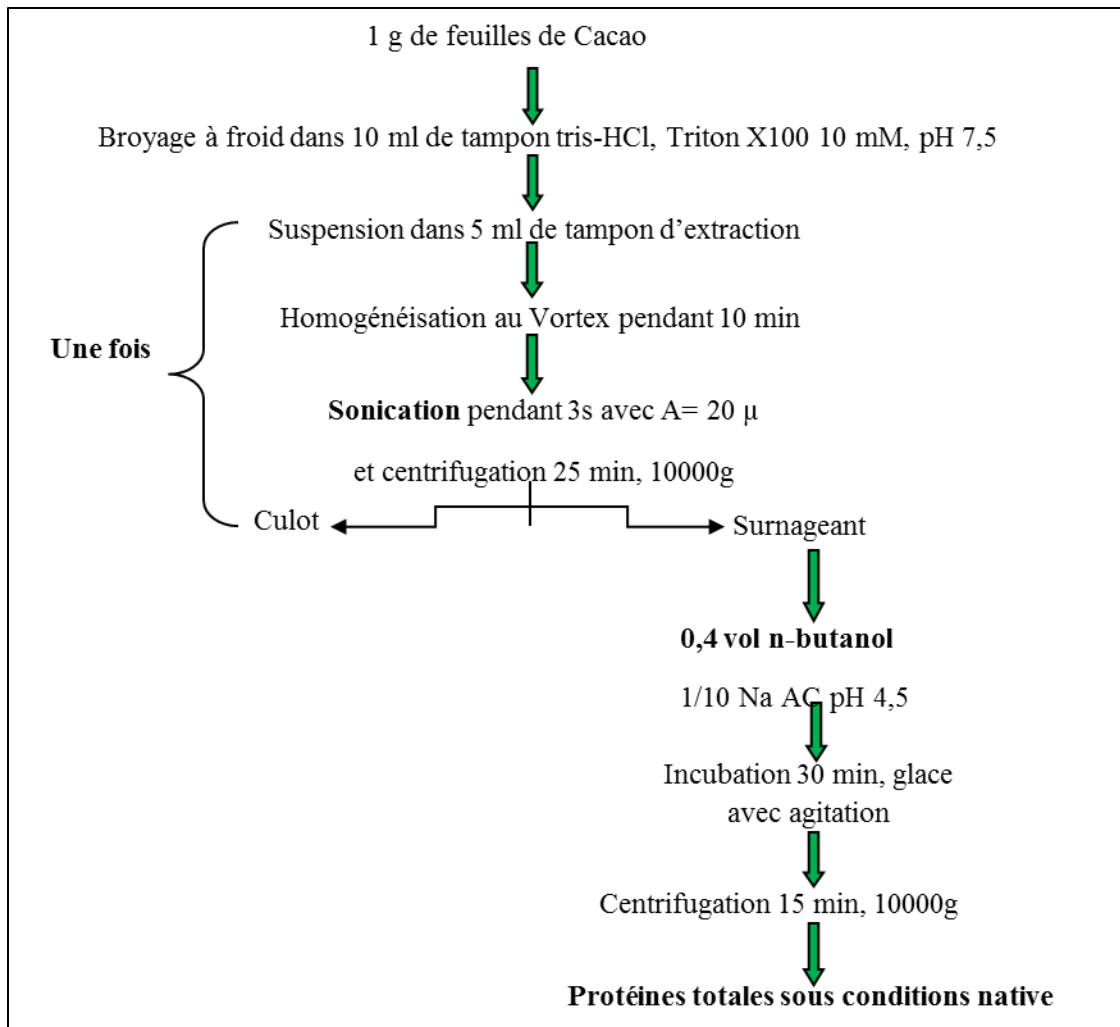 1 g de feuilles de Cacao
Broyage à froid dans 10 ml de tampon tris-HCl, Triton X100 10 mM, pH 7,5
Suspension dans 5 ml de tampon d’extraction
Homogénéisation au Vortex pendant 10 min
Une fois
Sonication pendant 3s avec A= 20 µ
et centrifugation 25 min, 10000g
Culot
Surnageant
0,4 vol n-butanol
1/10 Na AC pH 4,5
Incubation 30 min, glace
avec agitation
Centrifugation 15 min, 10000g
Protéines totales sous conditions native